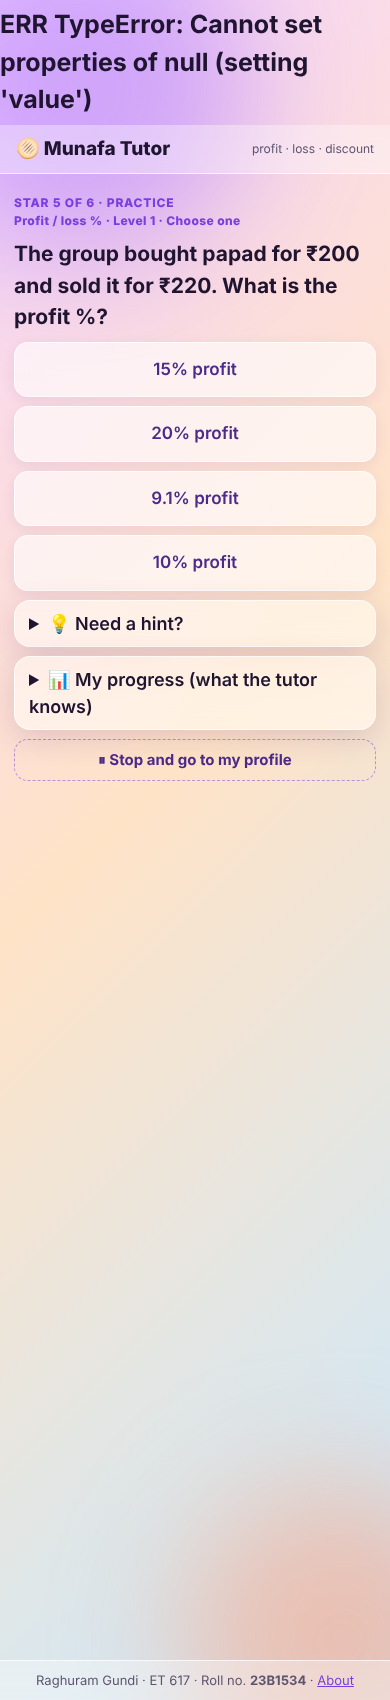 ERR TypeError: Cannot set
properties of null (setting
'value')
Munafa Tutor
profit · loss · discount
STAR 5 OF 6 · PRACTICE
Profit / loss % · Level 1 · Choose one
The group bought papad for ₹200
and sold it for ₹220. What is the
profit %?
15% profit
20% profit
9.1% profit
10% profit
▶ 💡 Need a hint?
▶ 📊 My progress (what the tutor
knows)
⏸ Stop and go to my profile
Raghuram Gundi · ET 617 · Roll no. 23B1534 · About